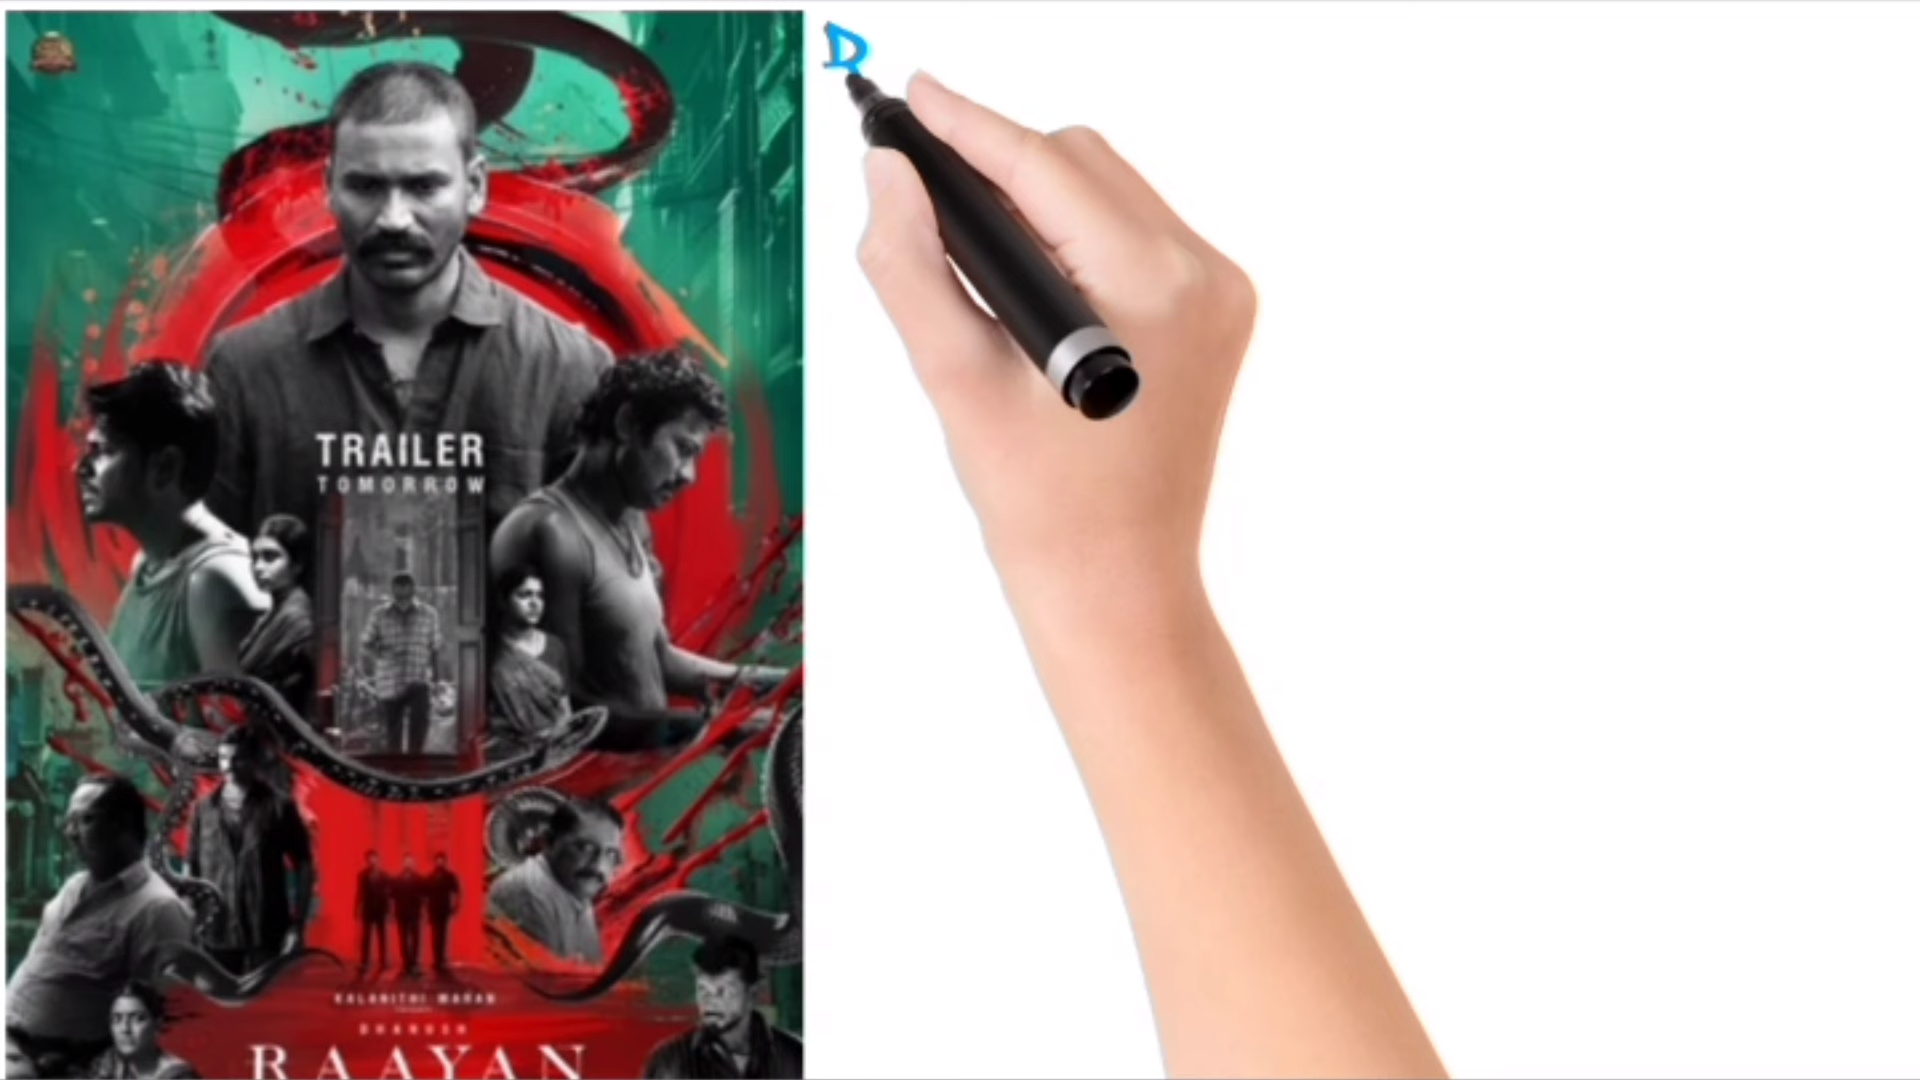 TRAILER
TOMORROW
KALANITHI MARAN
DHANUSH
RAAYAN
D